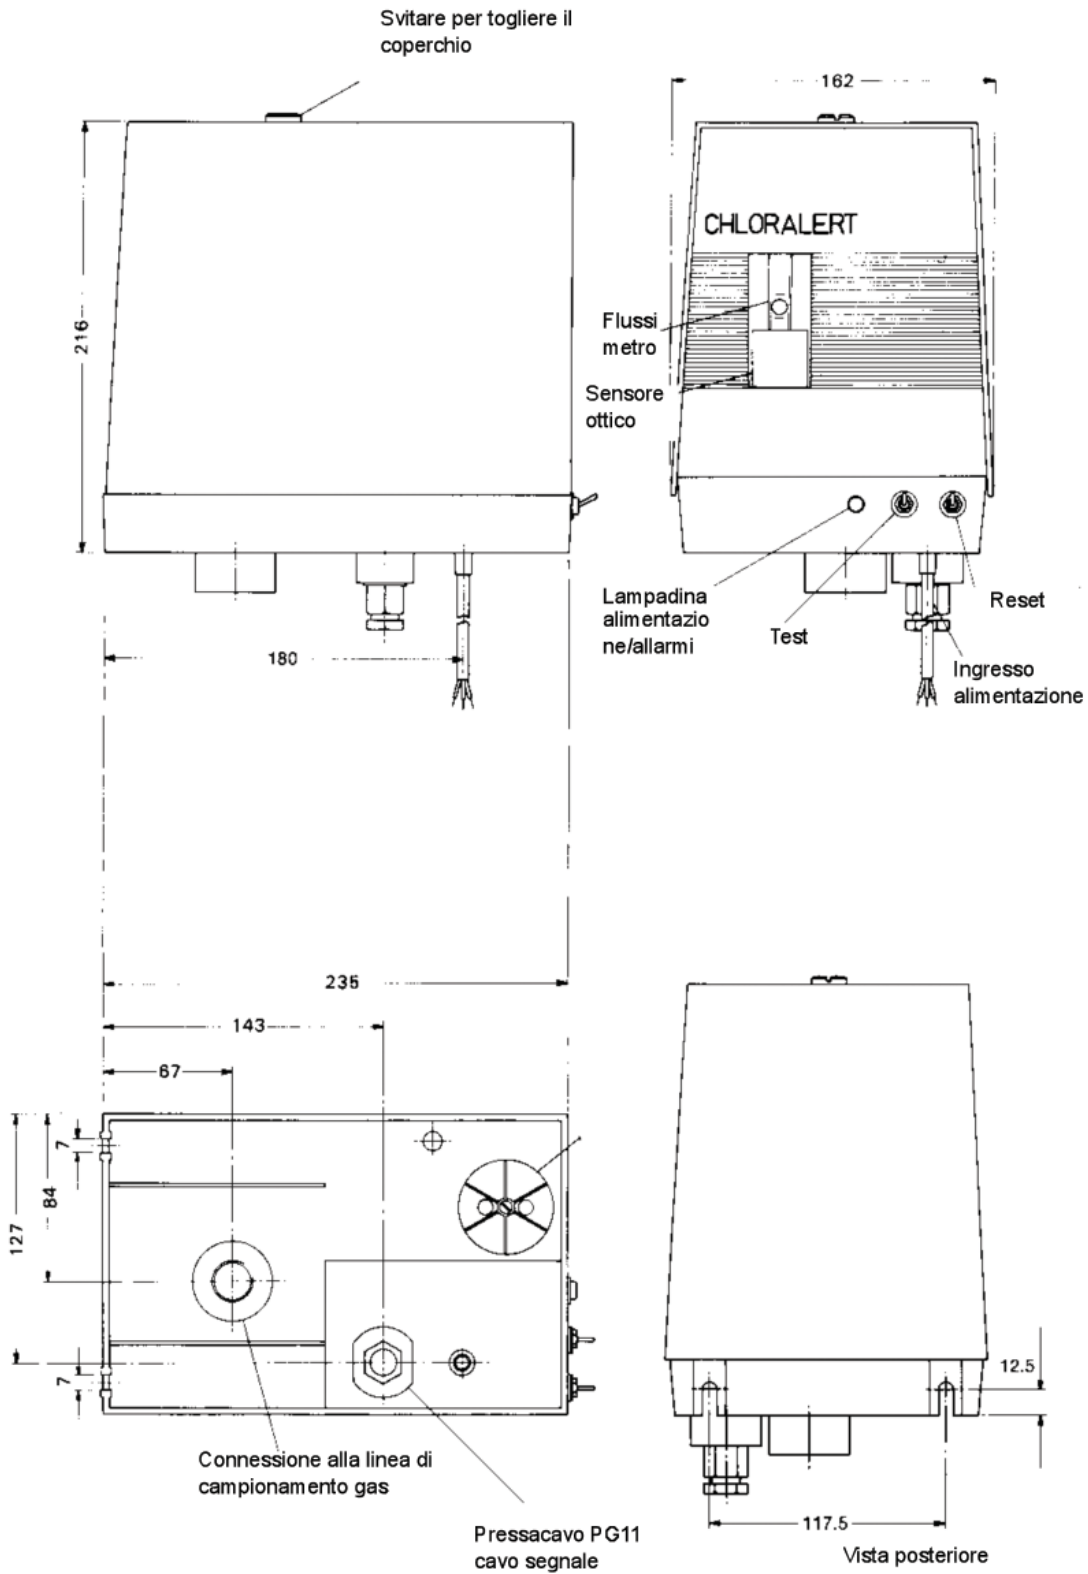 Svitare per togliere il
coperchio
162
CHLORALERT
216
Flussi
metro
Sensore
ottico
Lampadina
alimentazio
ne/allarmi
Test
Reset
Ingresso
alimentazione
180
235
143
67
7
84
127
7
12.5
117.5
Connessione alla linea di
campionamento gas
Pressacavo PG11
cavo segnale
Vista posteriore